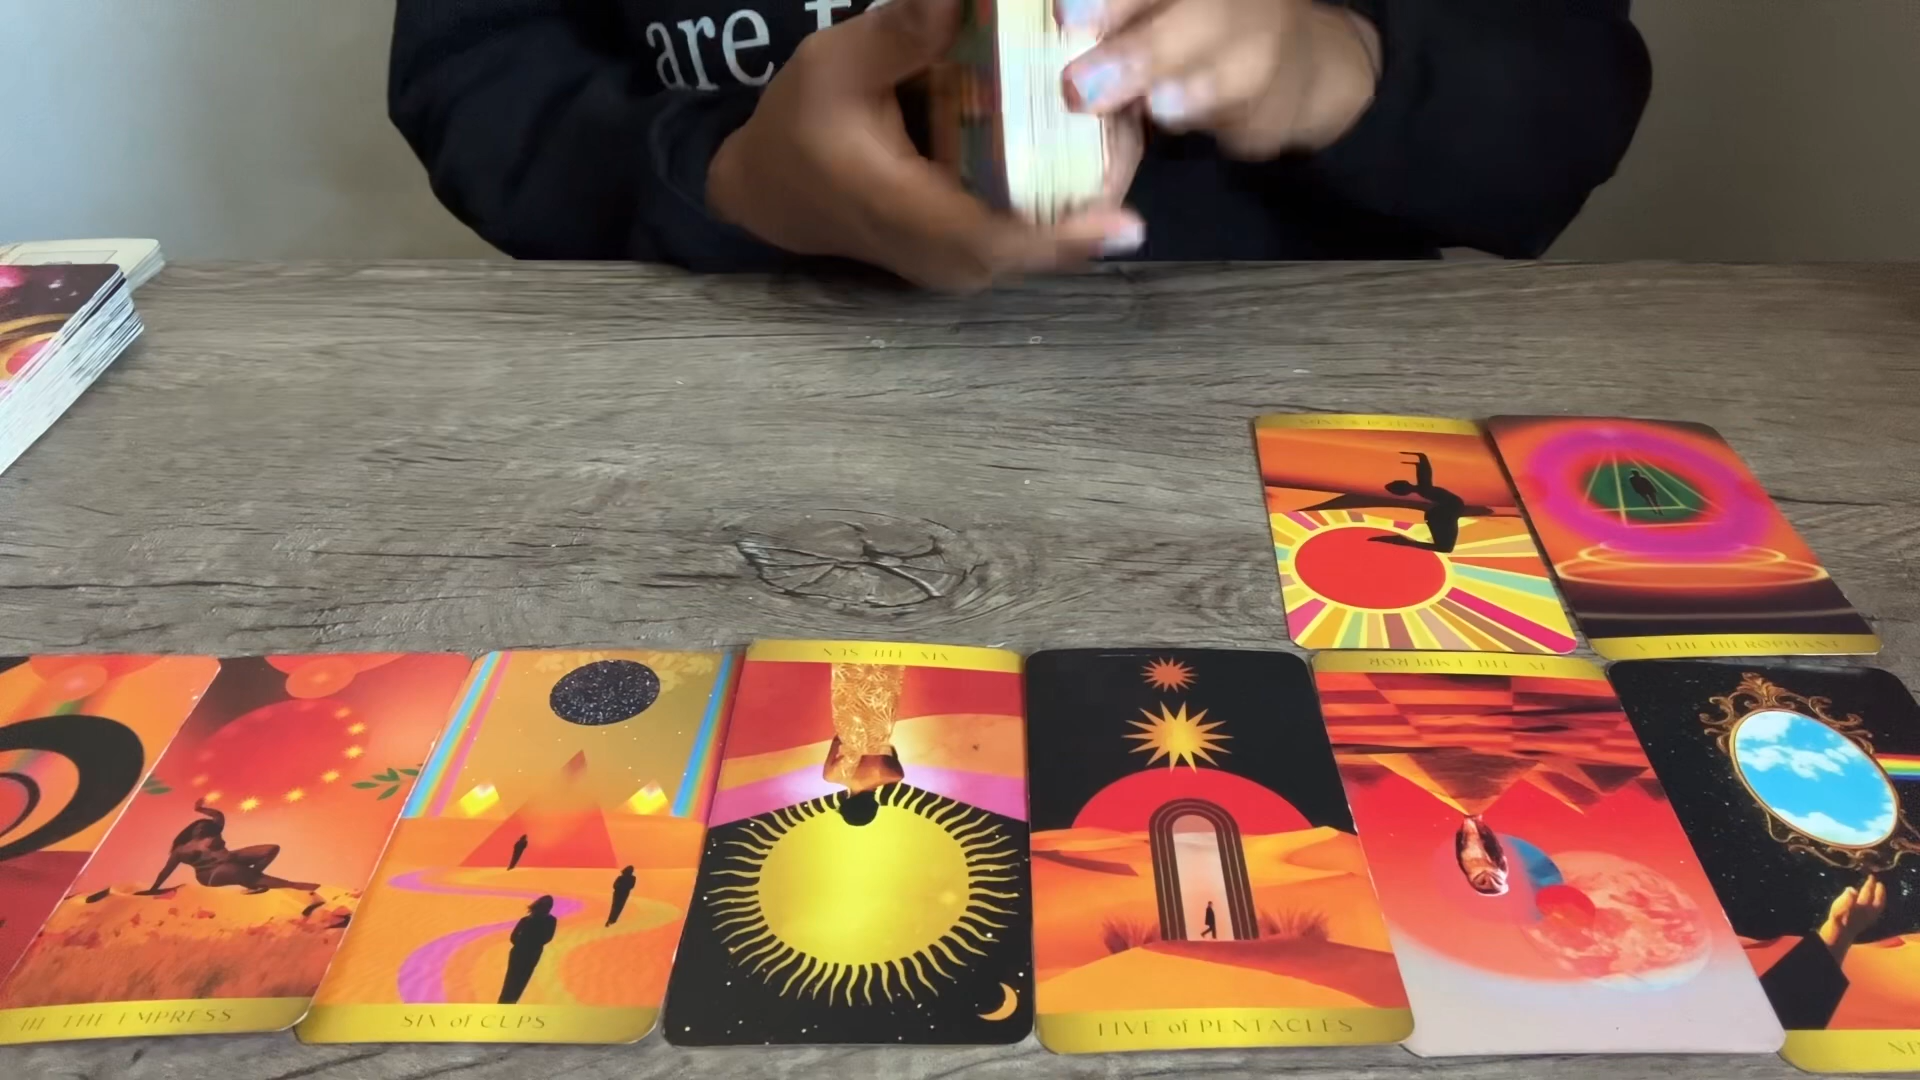 are
V THE HIEROPHANT
XIX THE SUN
IV THE EMPEROR
III THE EMPRESS
SIX of CUPS
FIVE of PENTACLES